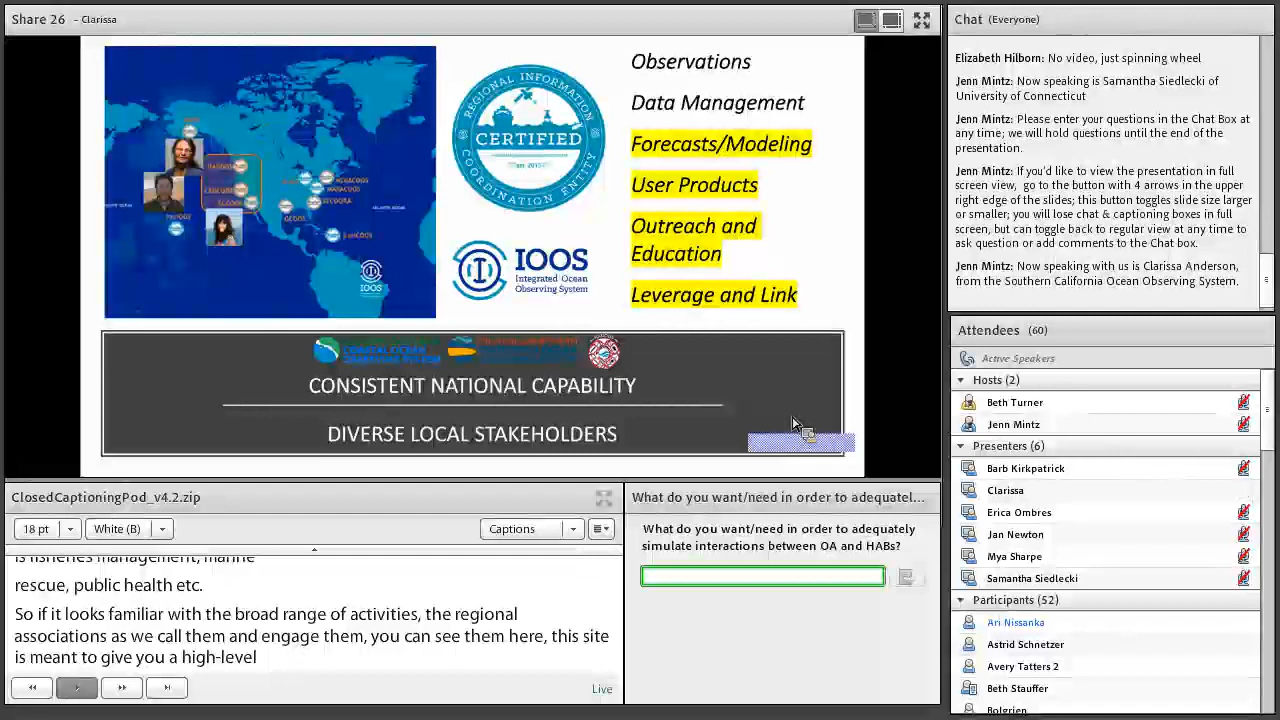 Share 26 - Clarissa
Observations
Data Management
Forecasts/Modeling
User Products
Outreach and
Education
Leverage and Link
REGIONAL INFORMATION
CERTIFIED
COORDINATION ENTITY
IOOS
Integrated Ocean
Observing System
IOOS
CONSISTENT NATIONAL CAPABILITY
DIVERSE LOCAL STAKEHOLDERS
ClosedCaptioningPod_v4.2.zip
18 pt
White (B)
Captions
is fisheries management, marine
rescue, public health etc.
So if it looks familiar with the broad range of activities, the regional
associations as we call them and engage them, you can see them here, this site
is meant to give you a high-level
Live
What do you want/need in order to adequatel...
What do you want/need in order to adequately
simulate interactions between OA and HABs?
Chat (Everyone)
Elizabeth Hilborn: No video, just spinning wheel
Jenn Mintz: Now speaking is Samantha Siedlecki of
University of Connecticut
Jenn Mintz: Please enter your questions in the Chat Box at
any time; we will hold questions until the end of the
presentation.
Jenn Mintz: If you'd like to view the presentation in full
screen view, go to the button with 4 arrows in the upper
right edge of the slides; this button toggles slide size larger
or smaller; you will lose chat & captioning boxes in full
screen, but can toggle back to regular view at any time to
ask question or add comments to the Chat Box.
Jenn Mintz: Now speaking with us is Clarissa Anderson
from the Southern California Ocean Observing System
Attendees (60)
Active Speakers
Hosts (2)
Beth Turner
Jenn Mintz
Presenters (6)
Barb Kirkpatrick
Clarissa
Erica Ombres
Jan Newton
Mya Sharpe
Samantha Siedlecki
Participants (52)
Ari Nissanka
Astrid Schnetzer
Avery Tatters 2
Beth Stauffer
Bolgrien